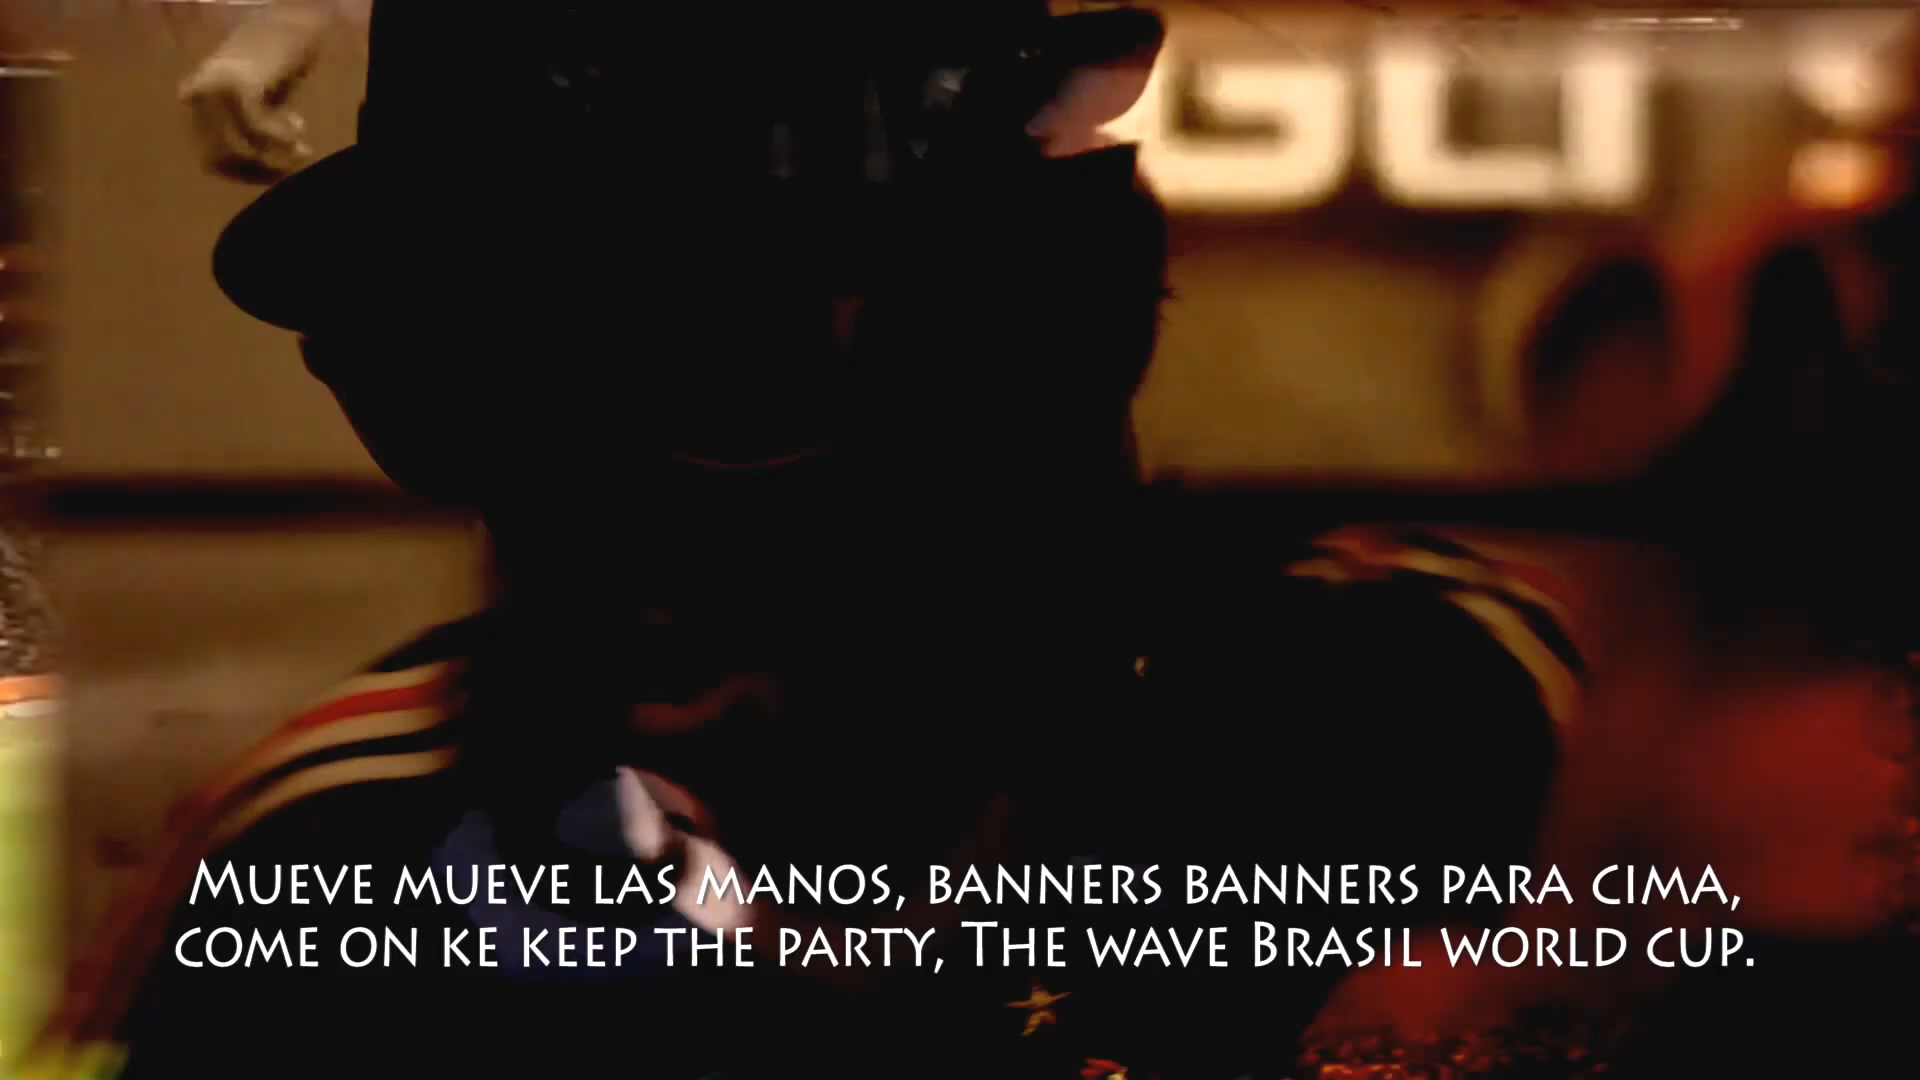 GU
Mueve mueve las manos, banners banners para cima,
come on ke keep the party, The wave Brasil world cup.